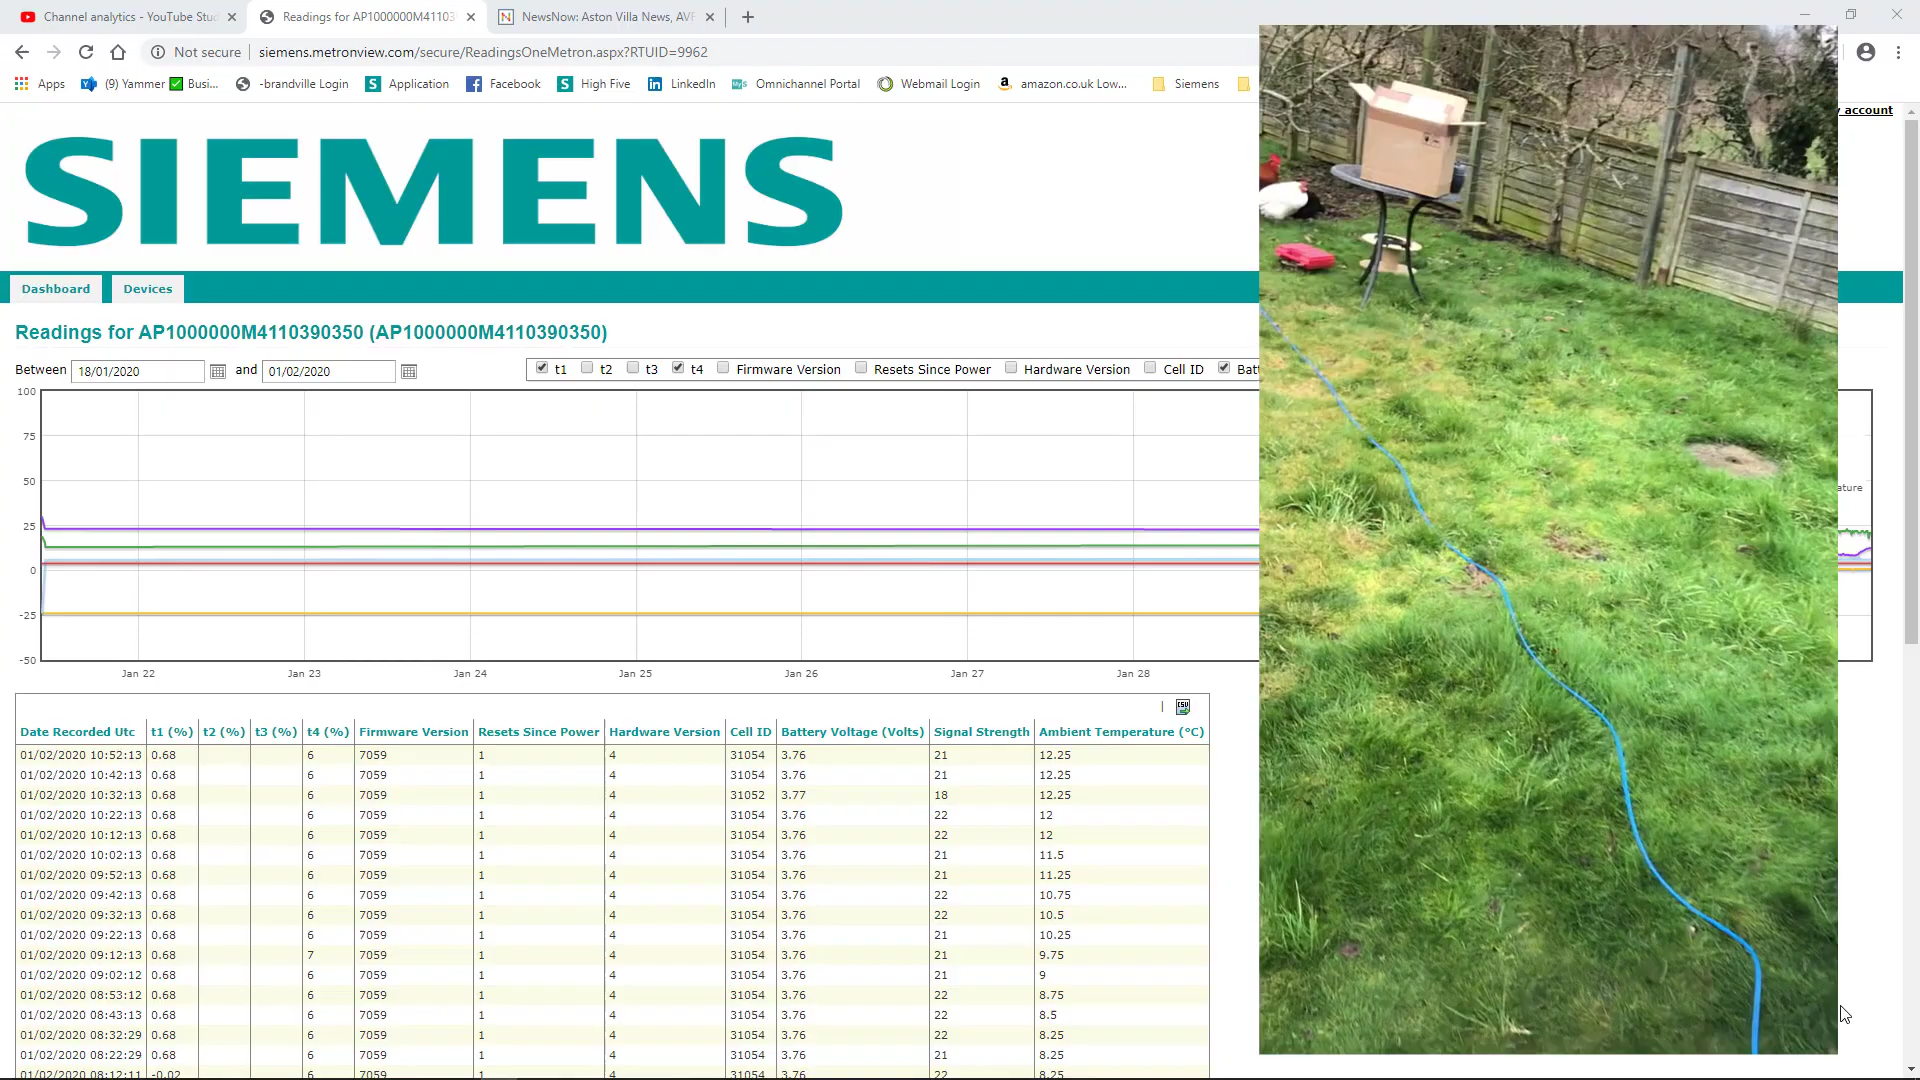 Channel analytics - YouTube Stu
Readings for AP1000000M41103
NewsNow: Aston Villa News, AVF
Not secure
siemens.metronview.com/secure/ReadingsOneMetron.aspx?RTUID=9962
Apps
(9) Yammer
Busi...
-brandville Login
Application
Facebook
High Five
LinkedIn
Omnichannel Portal
Webmail Login
amazon.co.uk Low...
Siemens
account
SIEMENS
Dashboard
Devices
Readings for AP1000000M4110390350 (AP1000000M4110390350)
Between 18/01/2020 and 01/02/2020
t1 t2 t3 t4 Firmware Version Resets Since Power Hardware Version Cell ID Bat
100
75
50
25
0
-25
-50
ature
Jan 22 Jan 23 Jan 24 Jan 25 Jan 26 Jan 27 Jan 28
| CSV
Date Recorded Utc t1 (%) t2 (%) t3 (%) t4 (%) Firmware Version Resets Since Power Hardware Version Cell ID Battery Voltage (Volts) Signal Strength Ambient Temperature (°C)
01/02/2020 10:52:13 0.68 6 7059 1 4 31054 3.76 21 12.25
01/02/2020 10:42:13 0.68 6 7059 1 4 31054 3.76 21 12.25
01/02/2020 10:32:13 0.68 6 7059 1 4 31052 3.77 18 12.25
01/02/2020 10:22:13 0.68 6 7059 1 4 31054 3.76 22 12
01/02/2020 10:12:13 0.68 6 7059 1 4 31054 3.76 22 12
01/02/2020 10:02:13 0.68 6 7059 1 4 31054 3.76 21 11.5
01/02/2020 09:52:13 0.68 6 7059 1 4 31054 3.76 21 11.25
01/02/2020 09:42:13 0.68 6 7059 1 4 31054 3.76 22 10.75
01/02/2020 09:32:13 0.68 6 7059 1 4 31054 3.76 22 10.5
01/02/2020 09:22:13 0.68 6 7059 1 4 31054 3.76 21 10.25
01/02/2020 09:12:13 0.68 7 7059 1 4 31054 3.76 21 9.75
01/02/2020 09:02:12 0.68 6 7059 1 4 31054 3.76 21 9
01/02/2020 08:53:12 0.68 6 7059 1 4 31054 3.76 22 8.75
01/02/2020 08:43:13 0.68 6 7059 1 4 31054 3.76 22 8.5
01/02/2020 08:32:29 0.68 6 7059 1 4 31054 3.76 22 8.25
01/02/2020 08:22:29 0.68 6 7059 1 4 31054 3.76 21 8.25
01/02/2020 08:12:11 -0.02 6 7059 1 4 31054 3.76 22 8.25